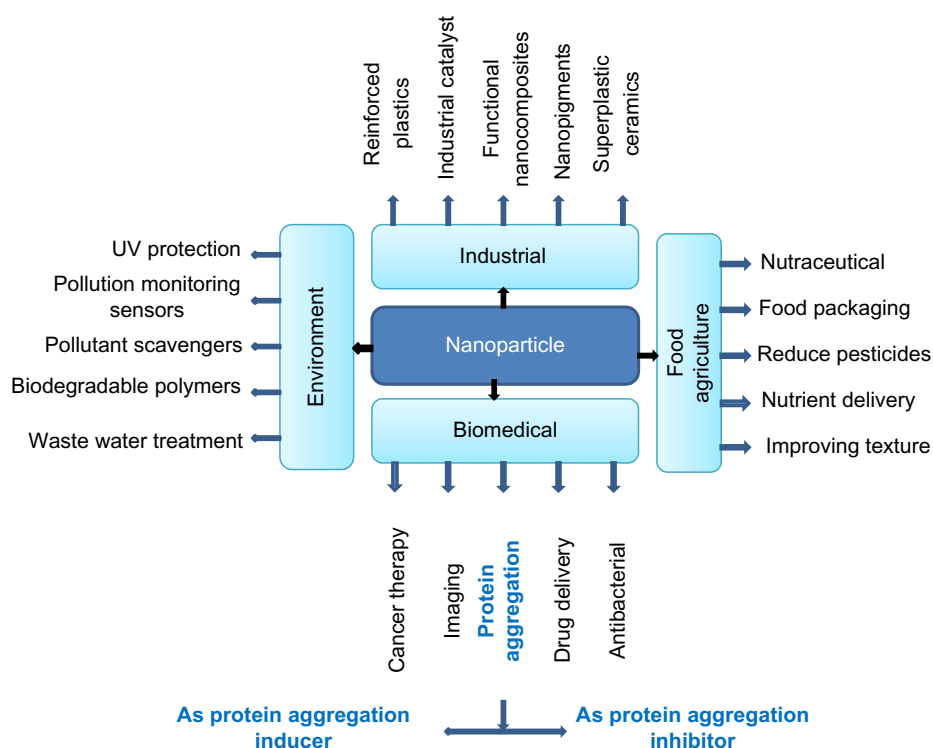 Reinforced
plastics
Industrial catalyst
Functional
nanocomposites
Nanopigments
Superplastic
ceramics
Industrial
UV protection
Pollution monitoring
sensors
Pollutant scavengers
Biodegradable polymers
Waste water treatment
Environment
Nanoparticle
Food
agriculture
Nutraceutical
Food packaging
Reduce pesticides
Nutrient delivery
Improving texture
Biomedical
Cancer therapy
Imaging
Protein
aggregation
Drug delivery
Antibacterial
As protein aggregation
inducer
As protein aggregation
inhibitor